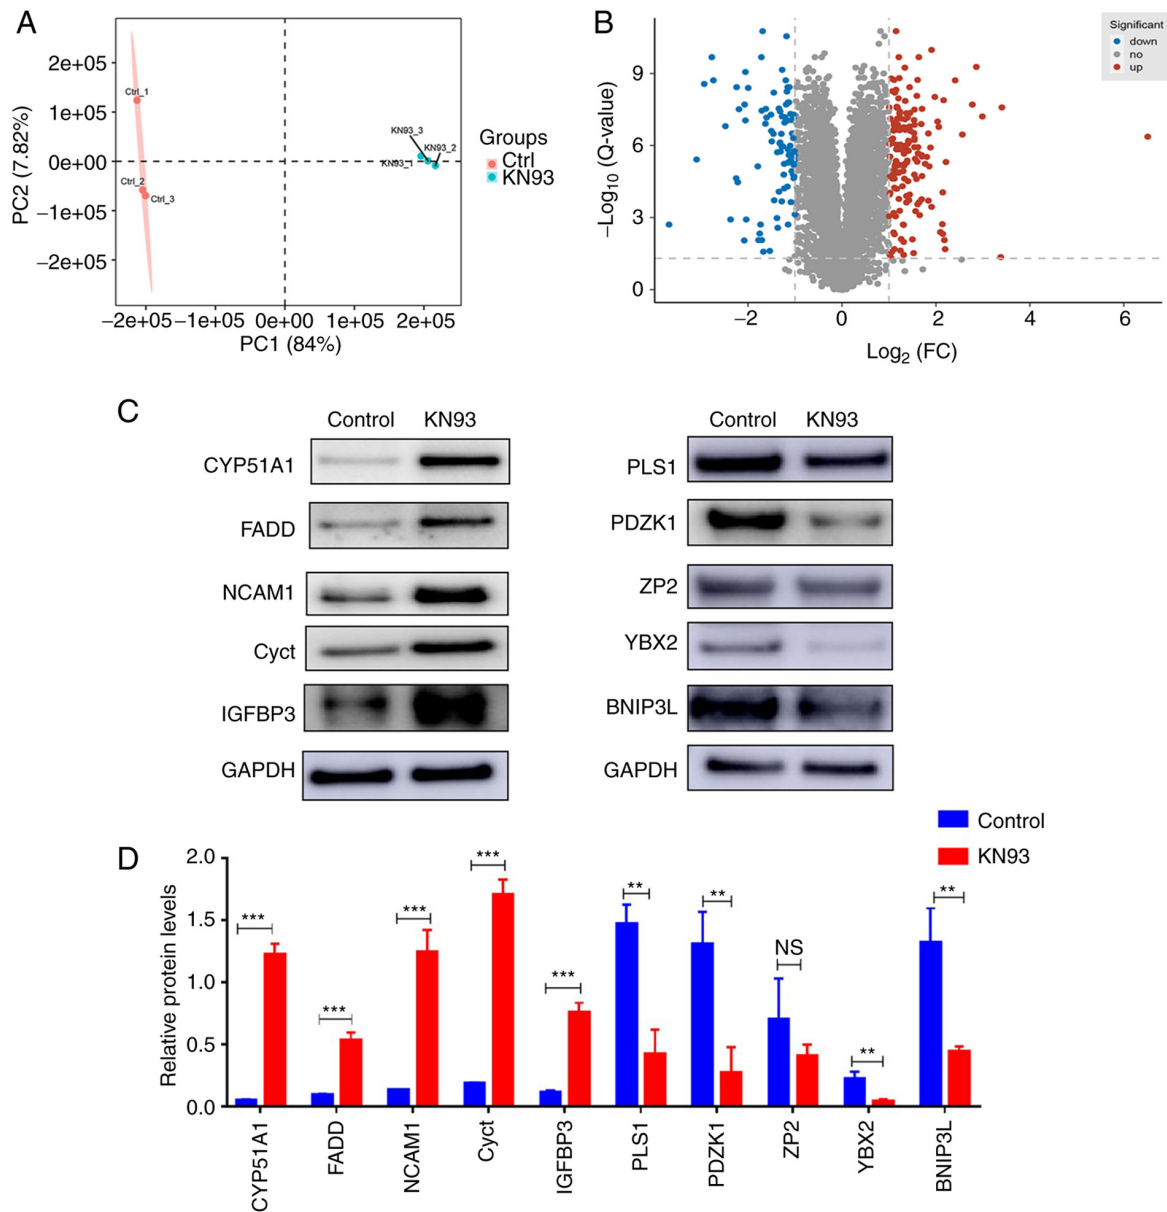 A
2e+05
1e+05
0e+00
−1e+05
−2e+05
PC2 (7.82%)
Ctrl_1
Ctrl_2
Ctrl_3
KN93_3
KN93_2
KN93_1
−2e+05 −1e+05 0e+00 1e+05 2e+05
PC1 (84%)
Groups
Ctrl
KN93
B
9
6
3
0
−Log10 (Q-value)
−2 0 2 4 6
Log2 (FC)
Significant
down
no
up
C
Control KN93
CYP51A1
FADD
NCAM1
Cyct
IGFBP3
GAPDH
Control KN93
PLS1
PDZK1
ZP2
YBX2
BNIP3L
GAPDH
D
Control
KN93
Relative protein levels
2.0
1.5
1.0
0.5
0.0
*** *** *** *** *** ** ** NS ** **
CYP51A1
FADD
NCAM1
Cyct
IGFBP3
PLS1
PDZK1
ZP2
YBX2
BNIP3L